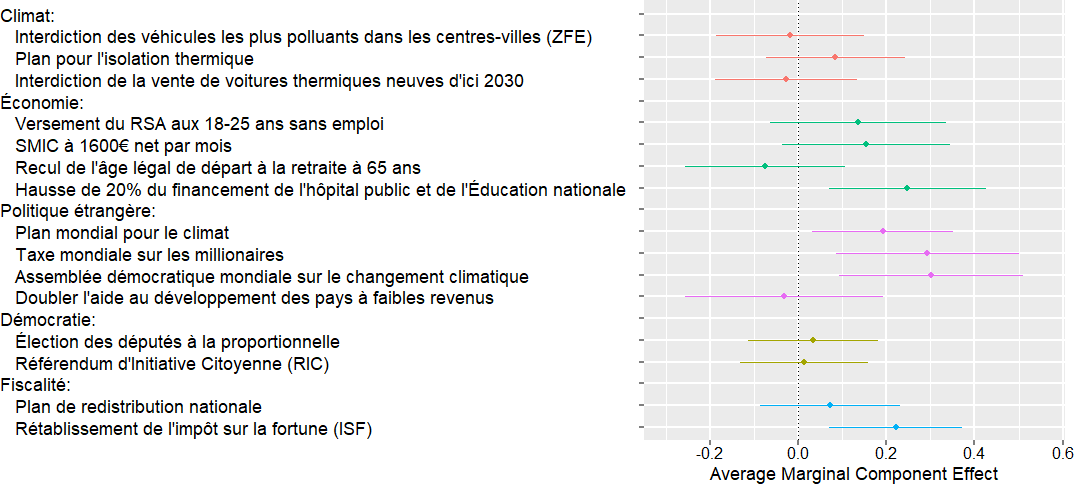 Climat:
Interdiction des véhicules les plus polluants dans les centres-villes (ZFE)
Plan pour l'isolation thermique
Interdiction de la vente de voitures thermiques neuves d'ici 2030
Économie:
Versement du RSA aux 18-25 ans sans emploi
SMIC à 1600€ net par mois
Recul de l'âge légal de départ à la retraite à 65 ans
Hausse de 20% du financement de l'hôpital public et de l'Éducation nationale
Politique étrangère:
Plan mondial pour le climat
Taxe mondiale sur les millionaires
Assemblée démocratique mondiale sur le changement climatique
Doubler l'aide au développement des pays à faibles revenus
Démocratie:
Élection des députés à la proportionnelle
Référendum d'Initiative Citoyenne (RIC)
Fiscalité:
Plan de redistribution nationale
Rétablissement de l'impôt sur la fortune (ISF)
-0.2 0.0 0.2 0.4 0.6
Average Marginal Component Effect